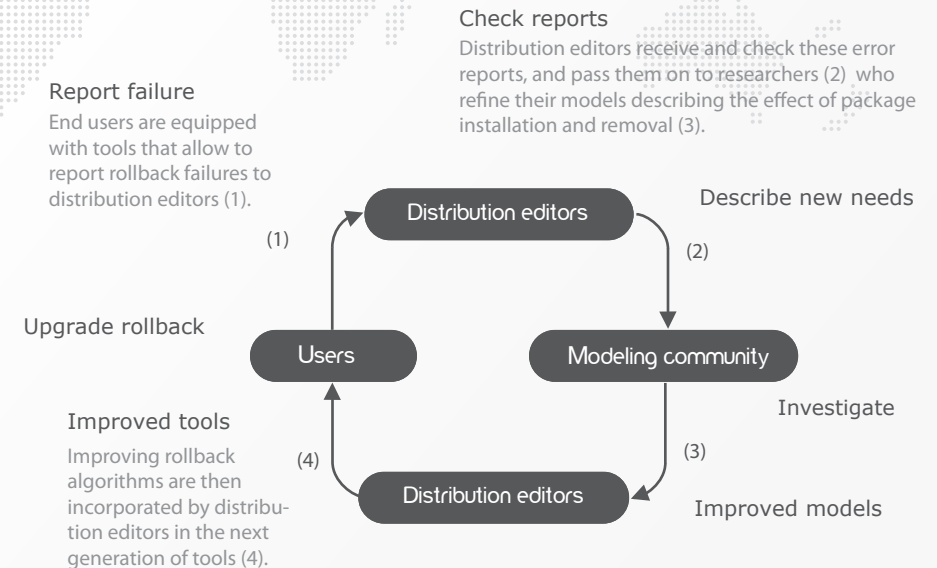 Check reports
Distribution editors receive and check these error
reports, and pass them on to researchers (2) who
refine their models describing the effect of package
installation and removal (3).
Report failure
End users are equipped
with tools that allow to
report rollback failures to
distribution editors (1).
Distribution editors
Describe new needs
(1)
(2)
Upgrade rollback
Users
Modeling community
Investigate
Improved tools
Improving rollback
algorithms are then
incorporated by distribu-
tion editors in the next
generation of tools (4).
(4)
(3)
Distribution editors
Improved models